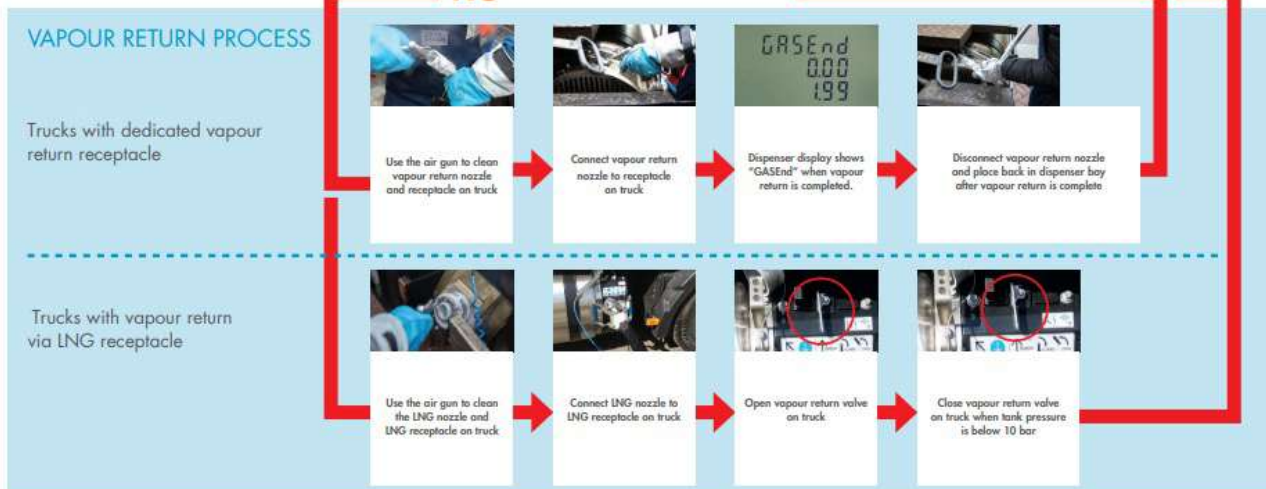 VAPOUR RETURN PROCESS
GASEnd
0.00
1.99
Trucks with dedicated vapour
return receptacle
Use the air gun to clean
vapour return nozzle
and receptacle on truck
Connect vapour return
nozzle to receptacle
on truck
Dispenser display shows
"GASEnd" when vapour
return is completed.
Disconnect vapour return nozzle
and place back in dispenser bay
after vapour return is complete
Trucks with vapour return
via LNG receptacle
Use the air gun to clean
the LNG nozzle and
LNG receptacle on truck
Connect LNG nozzle to
LNG receptacle on truck
Open vapour return valve
on truck
Close vapour return valve
on truck when tank pressure
is below 10 bar